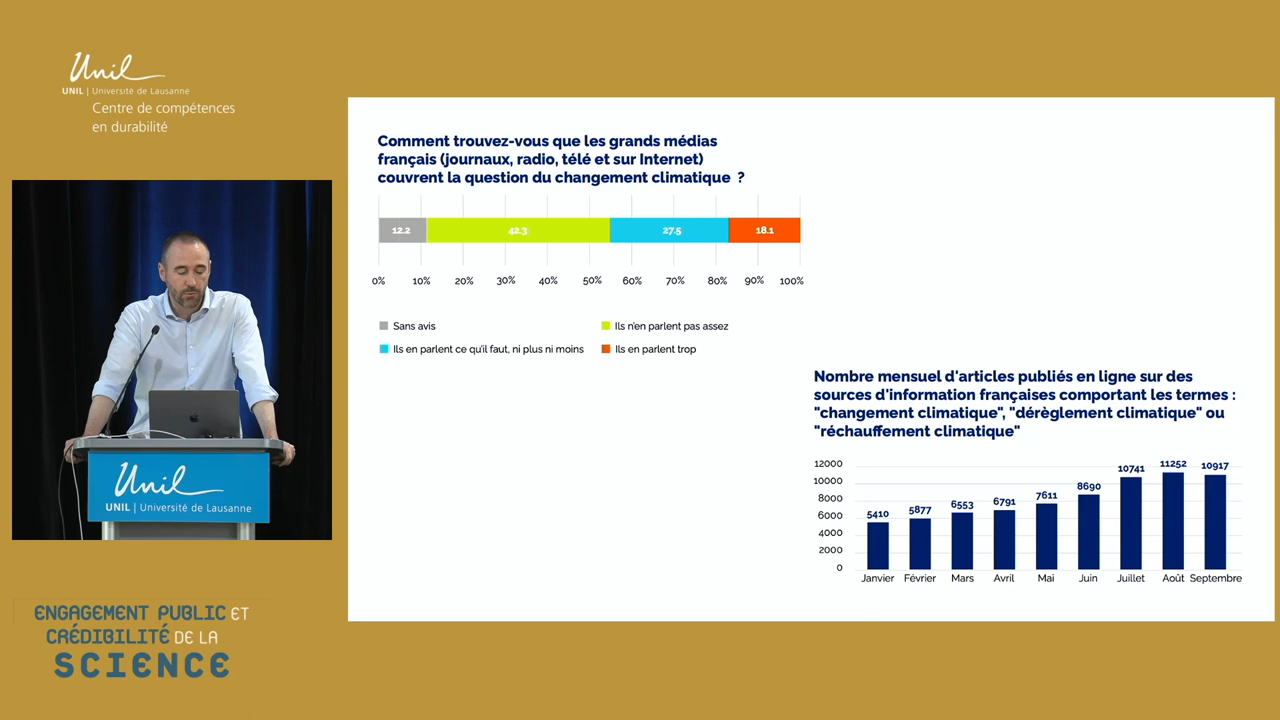 Unil
UNIL | Université de Lausanne
Centre de compétences
en durabilité
Comment trouvez-vous que les grands médias
français (journaux, radio, télé et sur Internet)
couvrent la question du changement climatique ?
12.2 42.3 27.5 18.1
0% 10% 20% 30% 40% 50% 60% 70% 80% 90% 100%
Sans avis
Ils n'en parlent pas assez
Ils en parlent ce qu'il faut, ni plus ni moins
Ils en parlent trop
Nombre mensuel d'articles publiés en ligne sur des
sources d'information françaises comportant les termes :
"changement climatique", "dérèglement climatique" ou
"réchauffement climatique"
12000
10000
8000
6000
4000
2000
0
5410 5877 6553 6791 7611 8690 10741 11252 10917
Janvier Février Mars Avril Mai Juin Juillet Août Septembre
Unil
UNIL | Université de Lausanne
ENGAGEMENT PUBLIC ET
CRÉDIBILITÉ DE LA
SCIENCE